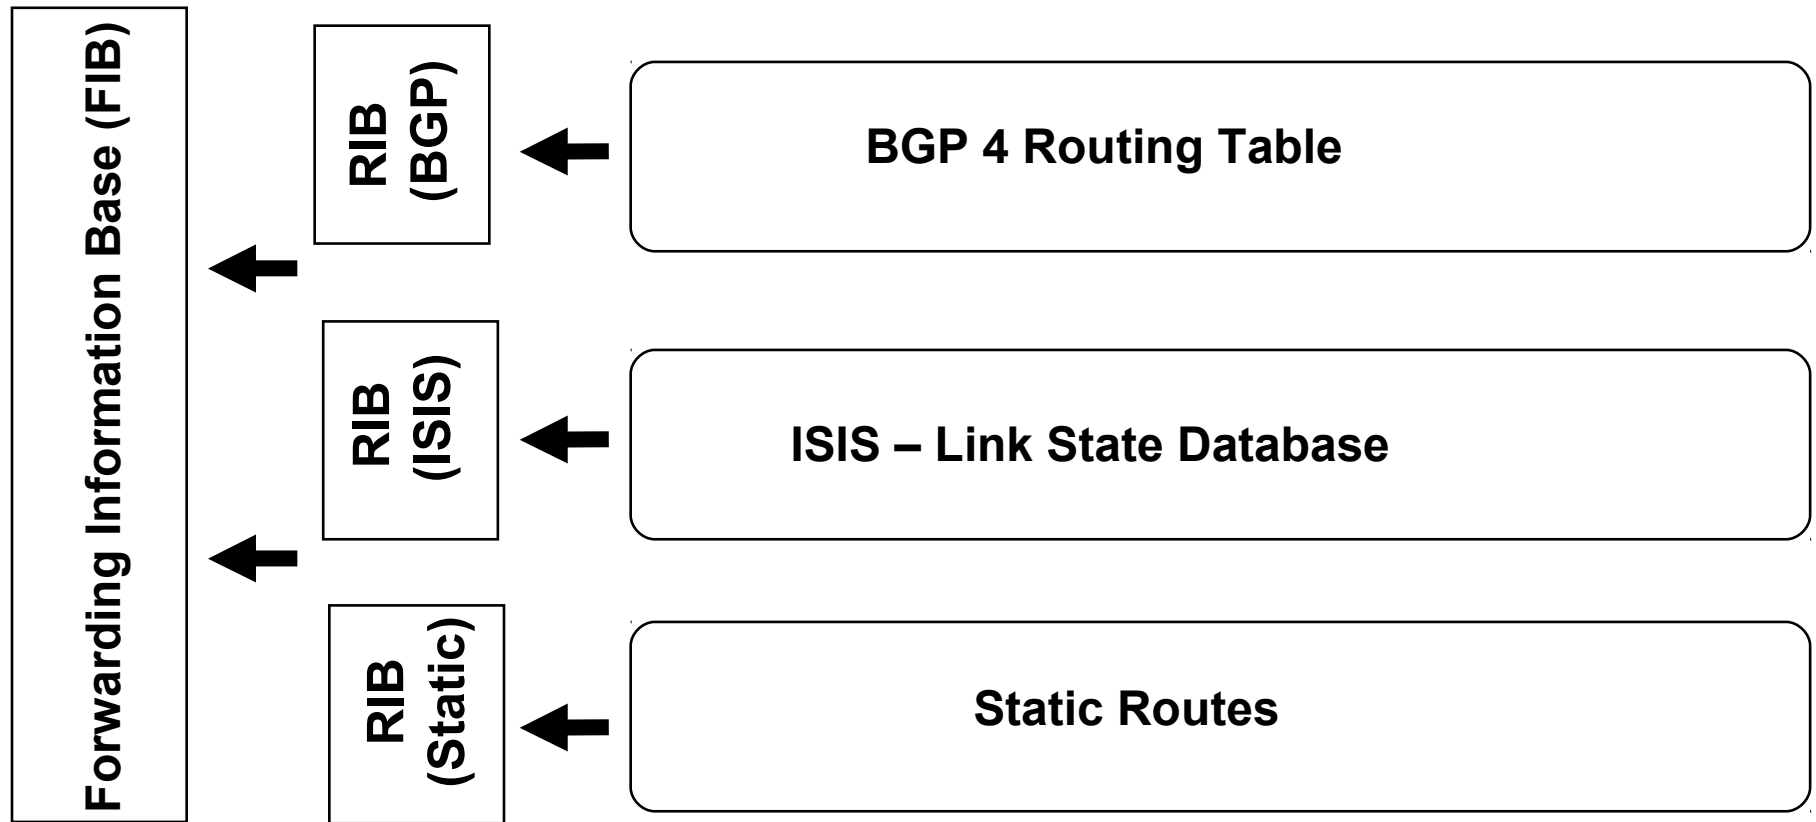 Forwarding Information Base (FIB)
RIB
(BGP)
BGP 4 Routing Table
RIB
(ISIS)
ISIS – Link State Database
RIB
(Static)
Static Routes